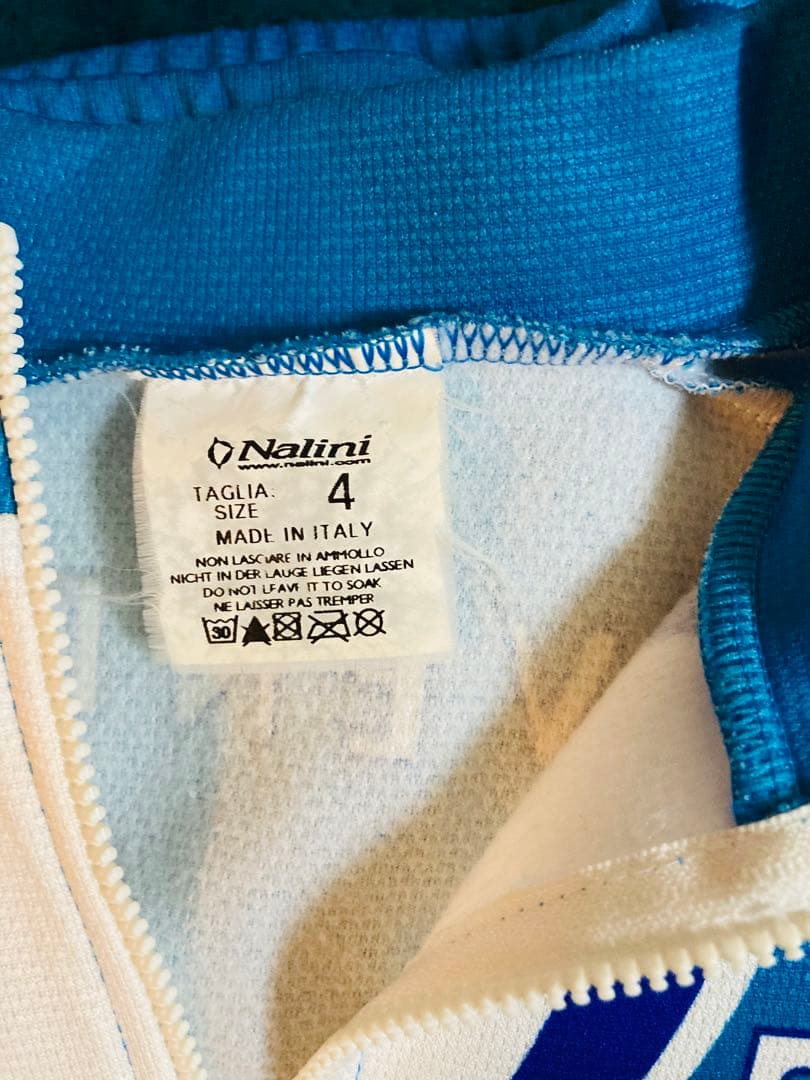 Nalini
www.nalini.com
TAGLIA: 4
SIZE
MADE IN ITALY
NON LASCIARE IN AMMOLLO
NICHT IN DER LAUGE LIEGEN LASSEN
DO NOT LEAVE IT TO SOAK
NE LAISSER PAS TREMPER
30